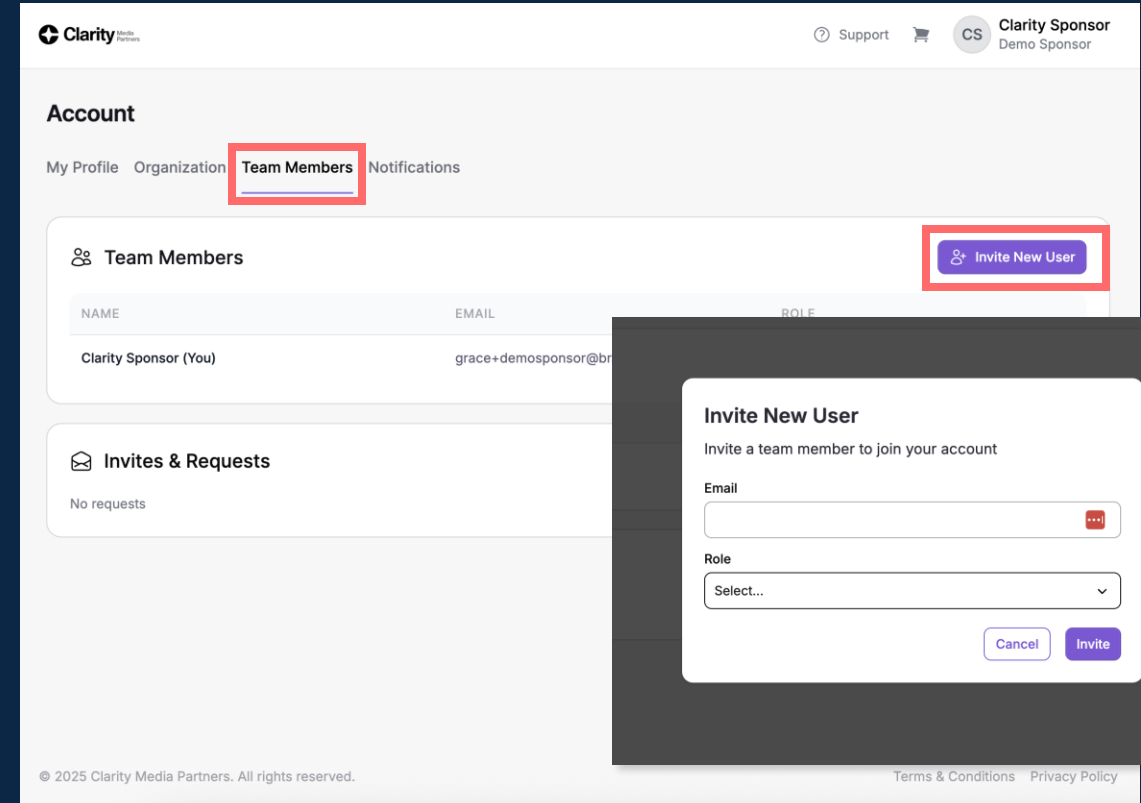 Clarity Media Partners
Support
CS
Clarity Sponsor
Demo Sponsor
Account
My Profile Organization Team Members Notifications
Team Members
Invite New User
NAME EMAIL ROLE
Clarity Sponsor (You) grace+demosponsor@br
Invites & Requests
No requests
Invite New User
Invite a team member to join your account
Email
Role
Select...
Cancel Invite
© 2025 Clarity Media Partners. All rights reserved.
Terms & Conditions Privacy Policy